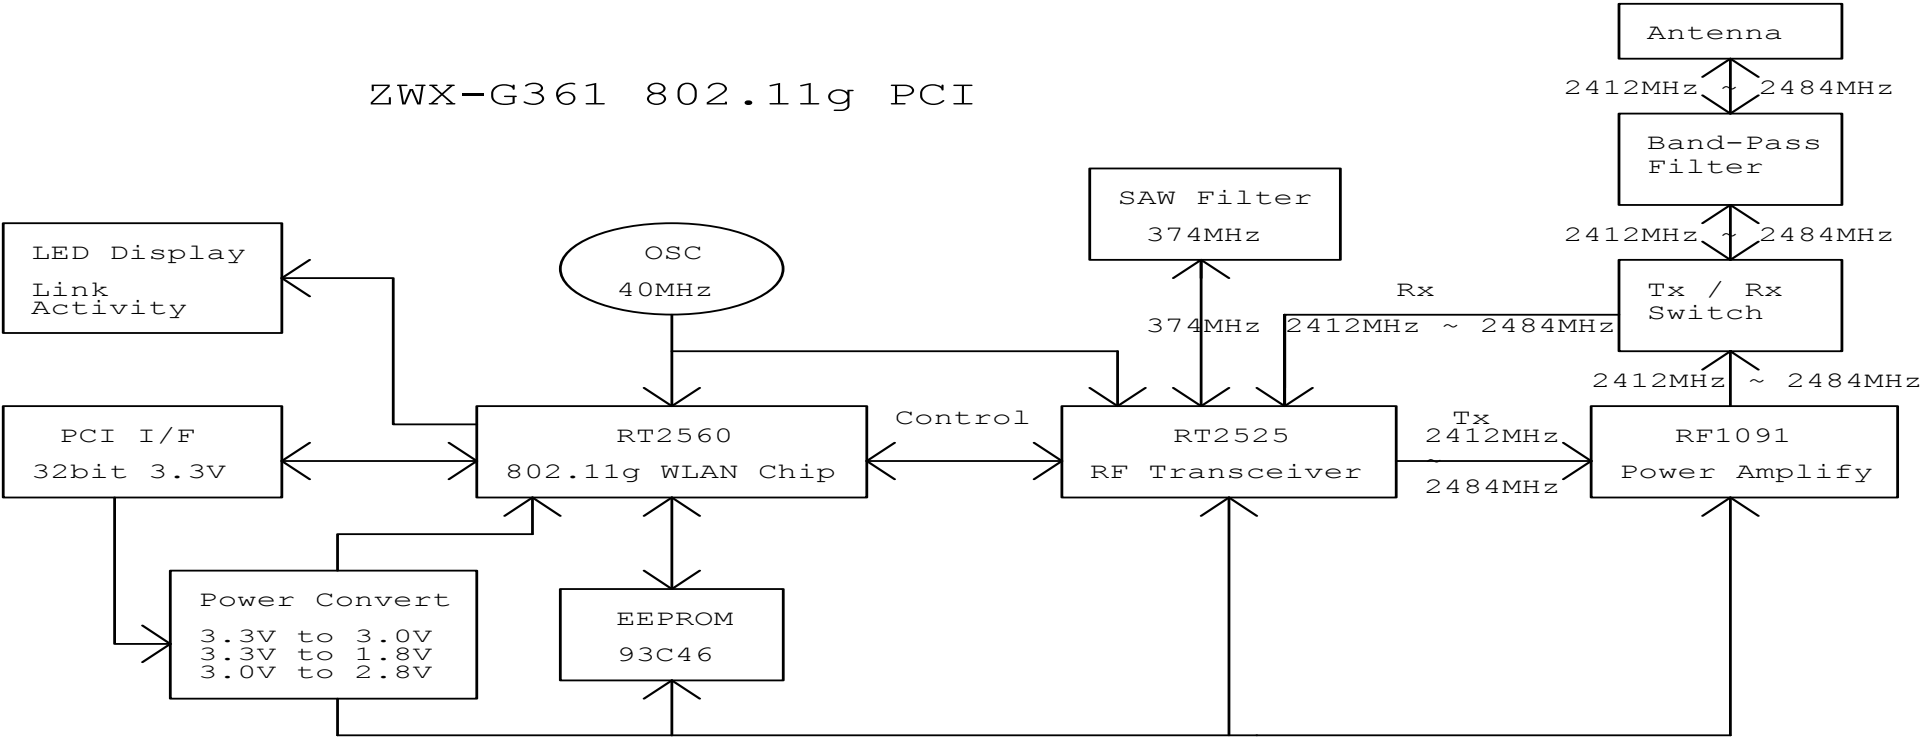 Antenna
2412MHz ~ 2484MHz
ZWX-G361 802.11g PCI
Band-Pass
Filter
2412MHz ~ 2484MHz
SAW Filter
374MHz
LED Display
Link
Activity
OSC
40MHz
Rx
374MHz
2412MHz ~ 2484MHz
Tx / Rx
Switch
2412MHz ~ 2484MHz
PCI I/F
32bit 3.3V
RT2560
802.11g WLAN Chip
Control
RT2525
RF Transceiver
Tx
2412MHz
~
2484MHz
RF1091
Power Amplify
Power Convert
3.3V to 3.0V
3.3V to 1.8V
3.0V to 2.8V
EEPROM
93C46